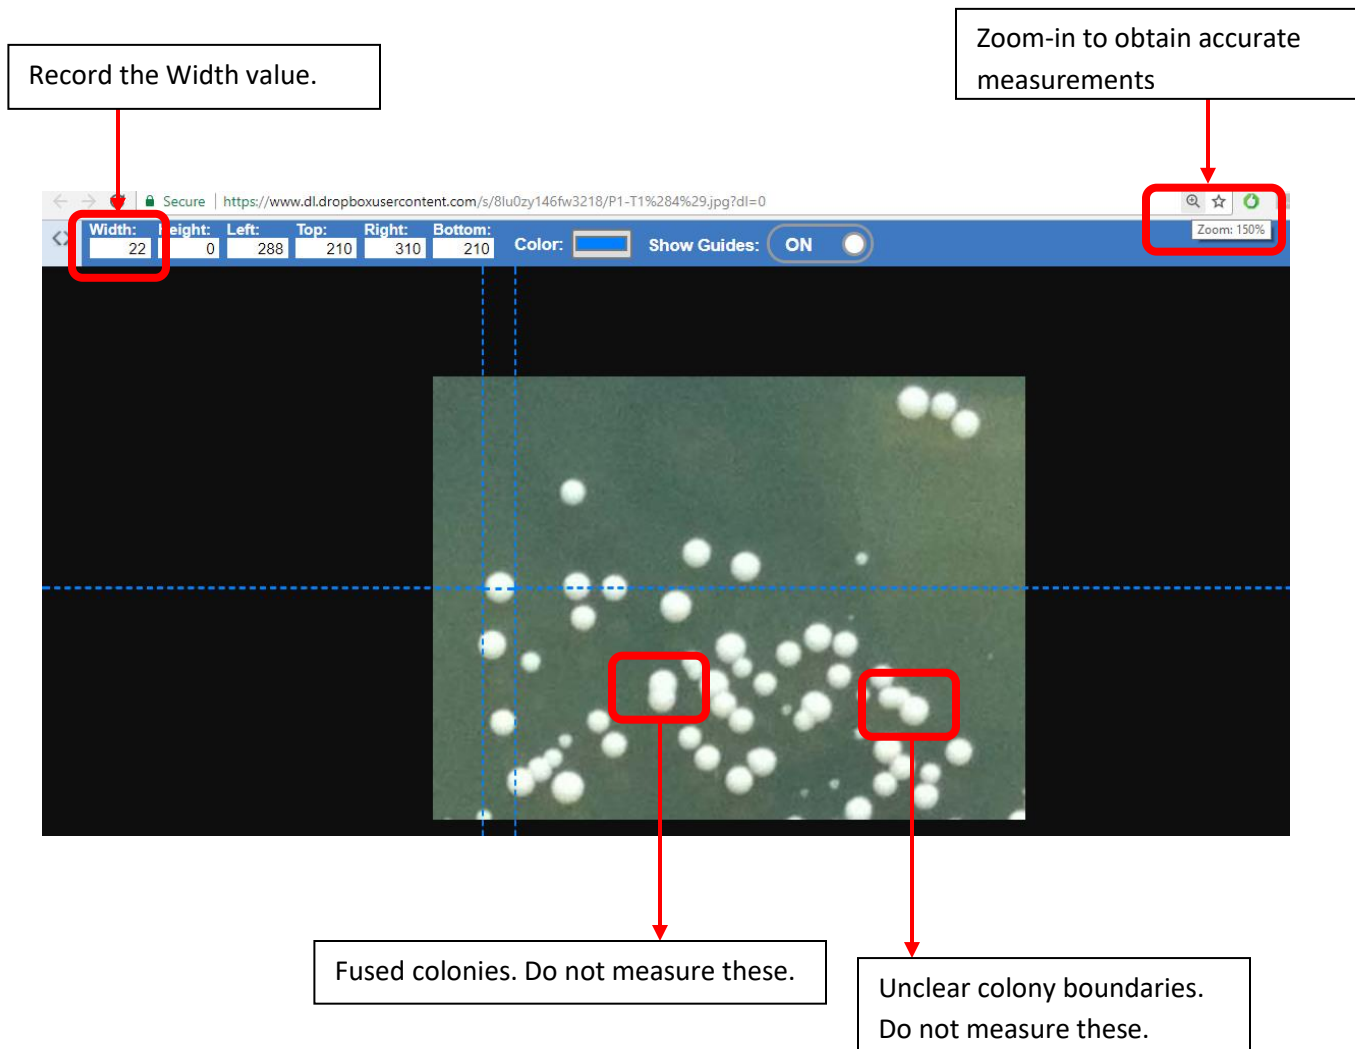 Record the Width value.
Zoom-in to obtain accurate
measurements
Secure | https://www.dl.dropboxusercontent.com/s/8lu0zy146fw3218/P1-T1%284%29.jpg?dl=0
Width: Height: Left: Top: Right: Bottom:
22 0 288 210 310 210
Color: Show Guides: ON
Zoom: 150%
Fused colonies. Do not measure these.
Unclear colony boundaries.
Do not measure these.